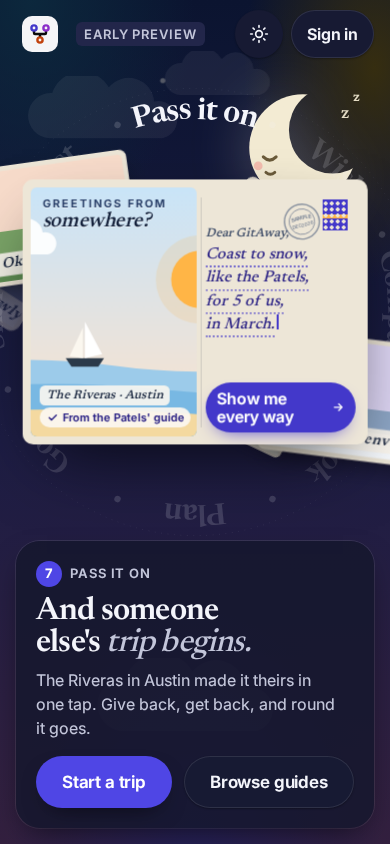 EARLY PREVIEW
Sign in
Pass it on
z
z
GREETINGS FROM
somewhere?
Dear GitAway,
Coast to snow,
like the Patels,
for 5 of us,
in March.
The Riveras · Austin
✓ From the Patels' guide
Show me
every way →
Ok
Plan
7 PASS IT ON
And someone
else's trip begins.
The Riveras in Austin made it theirs in
one tap. Give back, get back, and round
it goes.
Start a trip
Browse guides